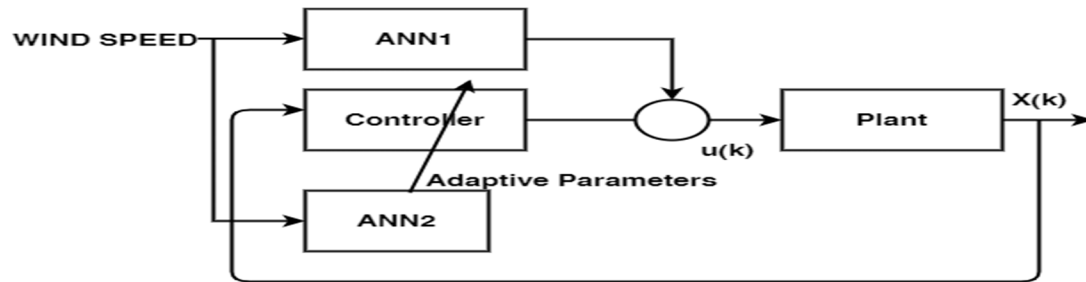 WIND SPEED
ANN1
Controller
Plant
X(k)
u(k)
Adaptive Parameters
ANN2